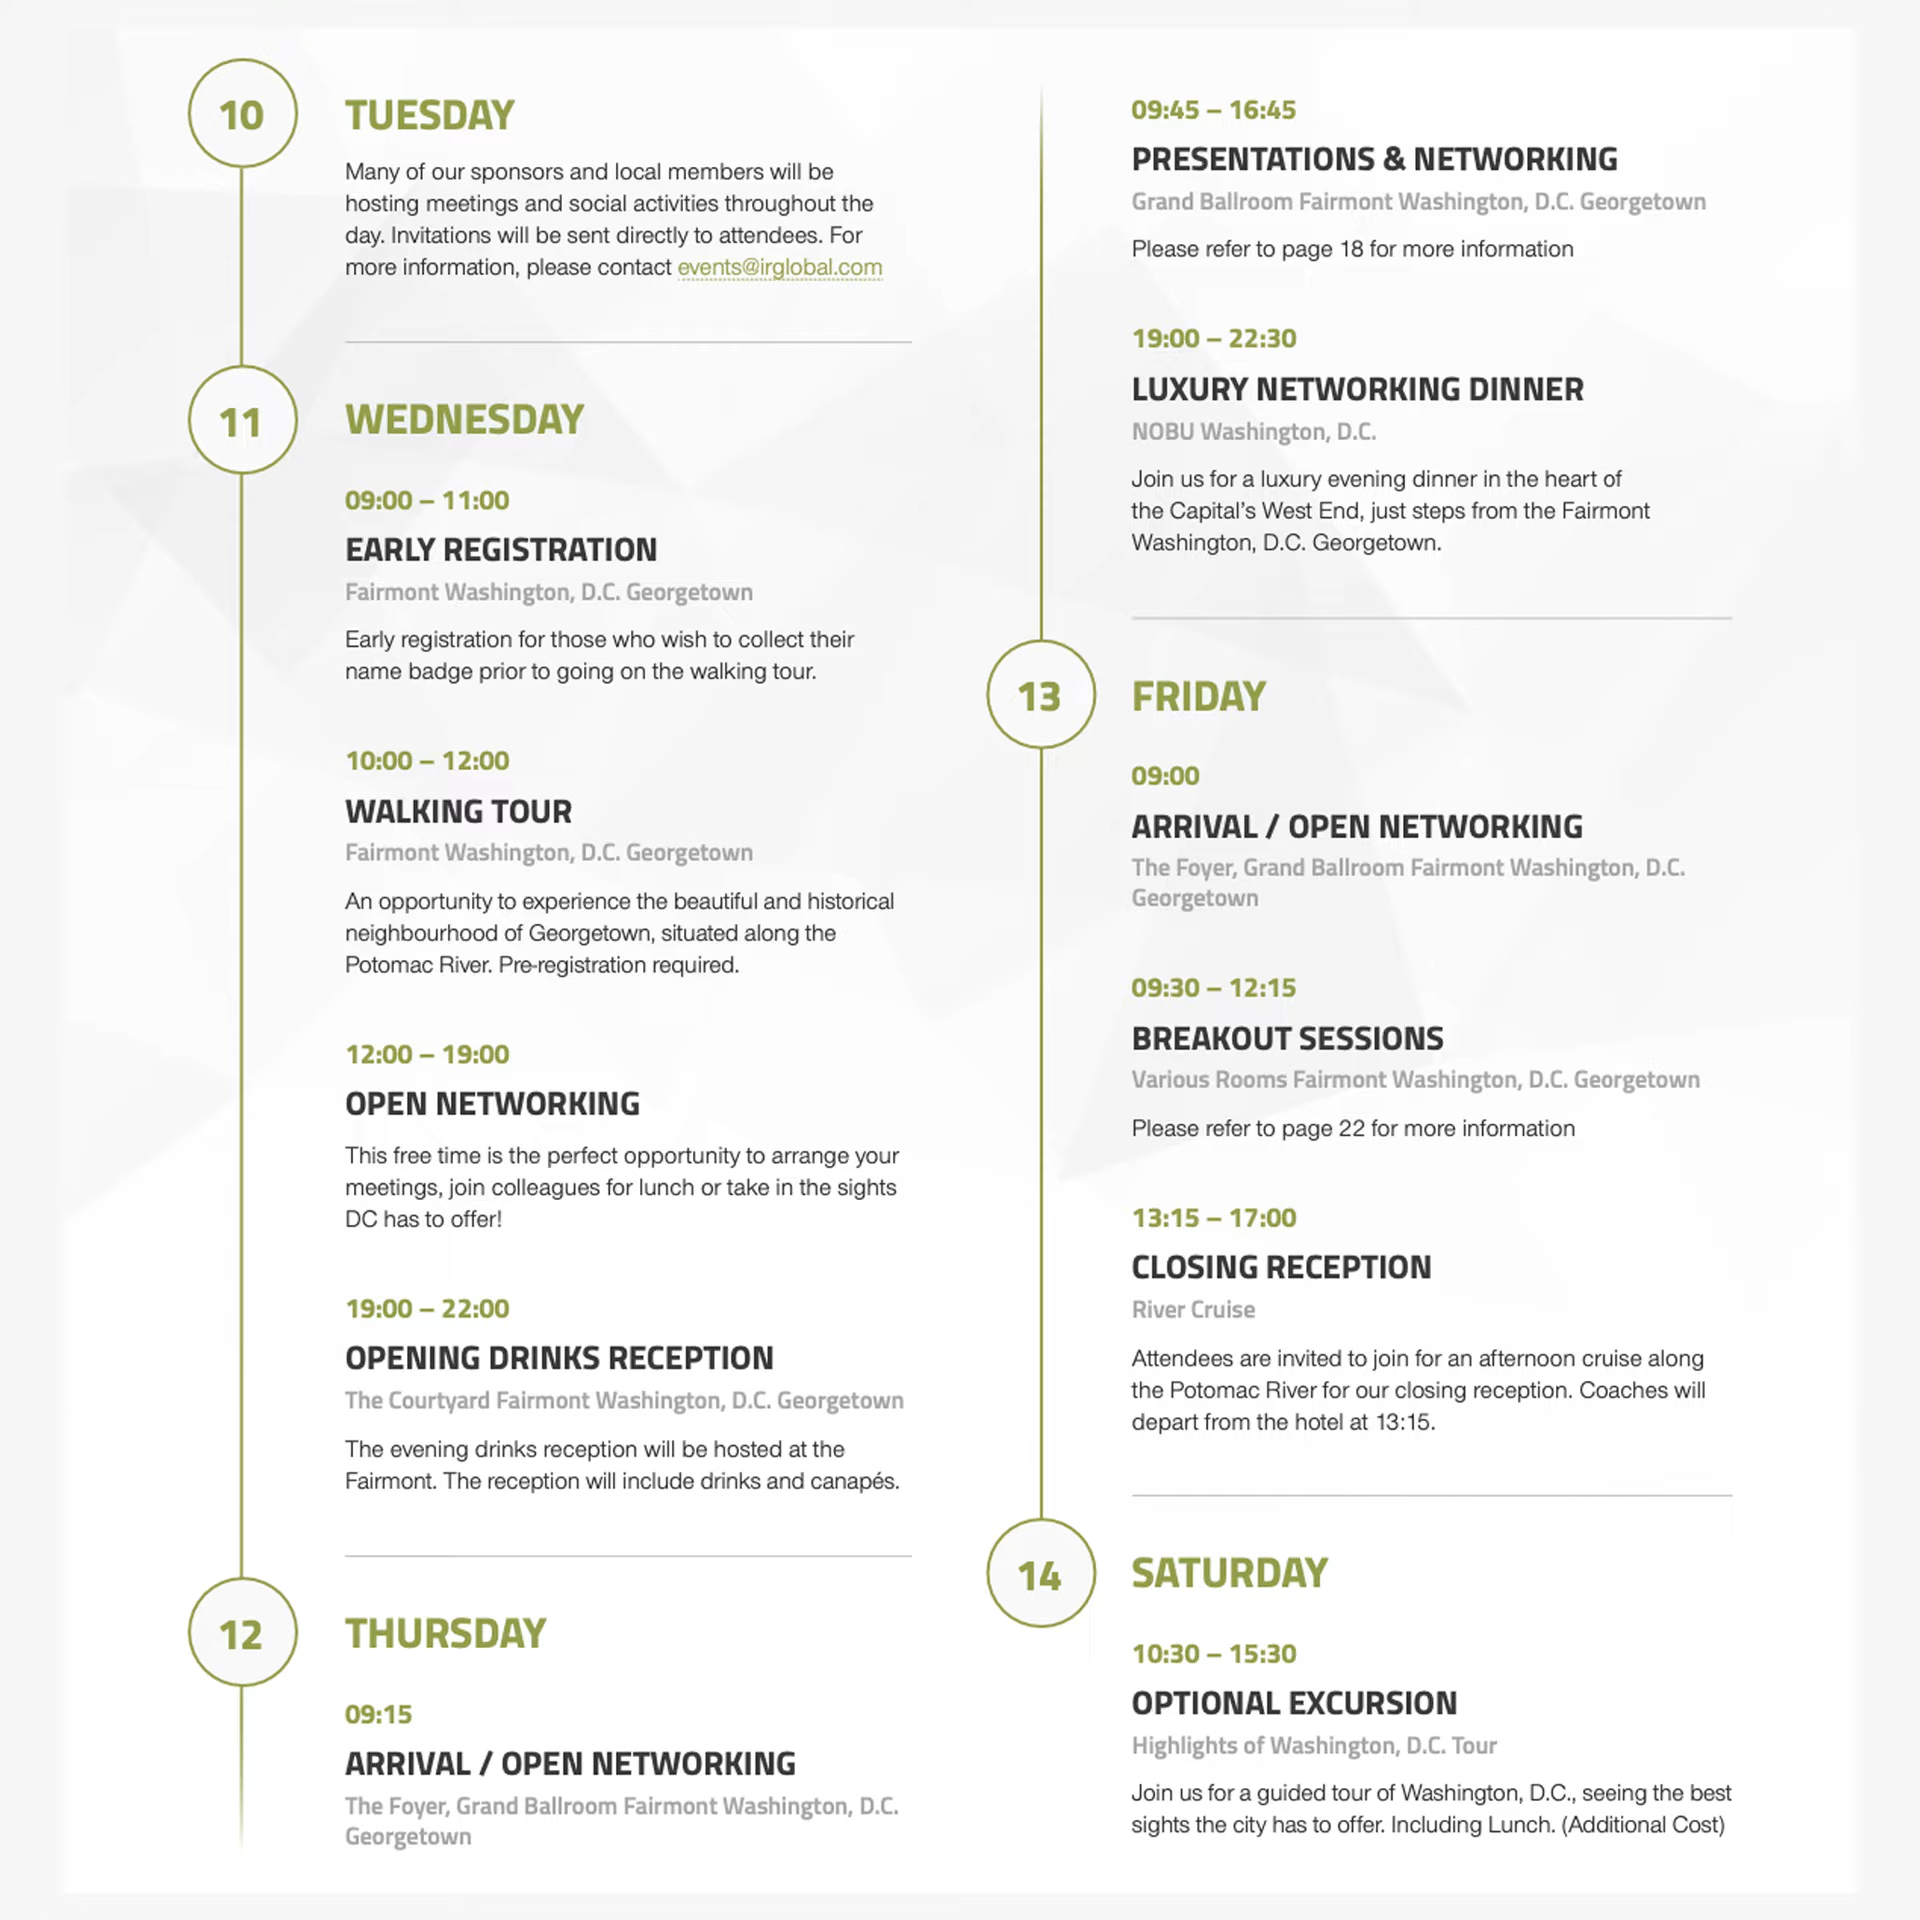 10
TUESDAY
Many of our sponsors and local members will be
hosting meetings and social activities throughout the
day. Invitations will be sent directly to attendees. For
more information, please contact events@irglobal.com
11
WEDNESDAY
09:00 – 11:00
EARLY REGISTRATION
Fairmont Washington, D.C. Georgetown
Early registration for those who wish to collect their
name badge prior to going on the walking tour.
10:00 – 12:00
WALKING TOUR
Fairmont Washington, D.C. Georgetown
An opportunity to experience the beautiful and historical
neighbourhood of Georgetown, situated along the
Potomac River. Pre-registration required.
12:00 – 19:00
OPEN NETWORKING
This free time is the perfect opportunity to arrange your
meetings, join colleagues for lunch or take in the sights
DC has to offer!
19:00 – 22:00
OPENING DRINKS RECEPTION
The Courtyard Fairmont Washington, D.C. Georgetown
The evening drinks reception will be hosted at the
Fairmont. The reception will include drinks and canapés.
12
THURSDAY
09:15
ARRIVAL / OPEN NETWORKING
The Foyer, Grand Ballroom Fairmont Washington, D.C.
Georgetown
09:45 – 16:45
PRESENTATIONS & NETWORKING
Grand Ballroom Fairmont Washington, D.C. Georgetown
Please refer to page 18 for more information
19:00 – 22:30
LUXURY NETWORKING DINNER
NOBU Washington, D.C.
Join us for a luxury evening dinner in the heart of
the Capital’s West End, just steps from the Fairmont
Washington, D.C. Georgetown.
13
FRIDAY
09:00
ARRIVAL / OPEN NETWORKING
The Foyer, Grand Ballroom Fairmont Washington, D.C.
Georgetown
09:30 – 12:15
BREAKOUT SESSIONS
Various Rooms Fairmont Washington, D.C. Georgetown
Please refer to page 22 for more information
13:15 – 17:00
CLOSING RECEPTION
River Cruise
Attendees are invited to join for an afternoon cruise along
the Potomac River for our closing reception. Coaches will
depart from the hotel at 13:15.
14
SATURDAY
10:30 – 15:30
OPTIONAL EXCURSION
Highlights of Washington, D.C. Tour
Join us for a guided tour of Washington, D.C., seeing the best
sights the city has to offer. Including Lunch. (Additional Cost)